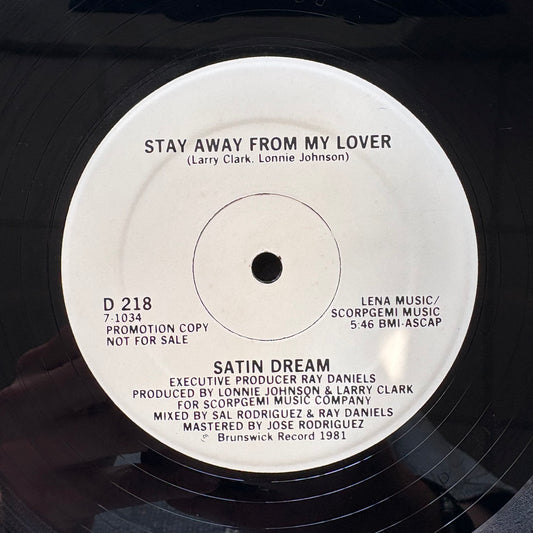 STAY AWAY FROM MY LOVER
(Larry Clark, Lonnie Johnson)
D 218
7-1034
PROMOTION COPY
NOT FOR SALE
LENA MUSIC/
SCORPGEMI MUSIC
5:46 BMI-ASCAP
SATIN DREAM
EXECUTIVE PRODUCER RAY DANIELS
PRODUCED BY LONNIE JOHNSON & LARRY CLARK
FOR SCORPGEMI MUSIC COMPANY
MIXED BY SAL RODRIGUEZ & RAY DANIELS
MASTERED BY JOSE RODRIGUEZ
℗ Brunswick Record 1981